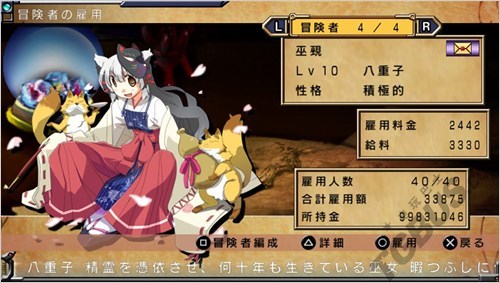 冒険者の雇用
L 冒険者 4 / 4 R
巫覡
Lv10 八重子
性格 積極的
雇用料金 2442
給料 3330
雇用人数 40/40
合計雇用額 33875
所持金 99831046
□冒険者編成 △詳細 ○雇用 ×戻る
八重子 精霊を憑依させ、何十年も生きている巫女 暇つぶしに
TGBUS